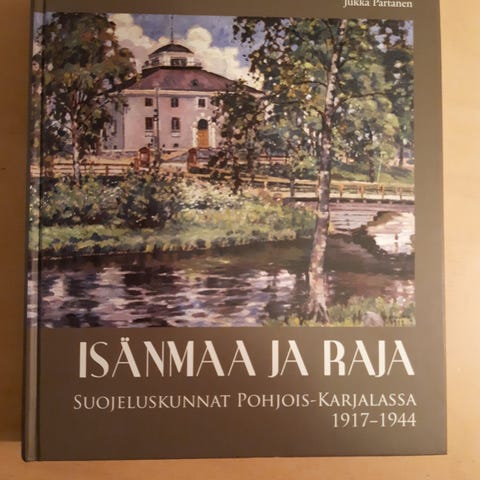 Jukka Partanen
ISÄNMAA JA RAJA
SUOJELUSKUNNAT POHJOIS-KARJALASSA
1917–1944